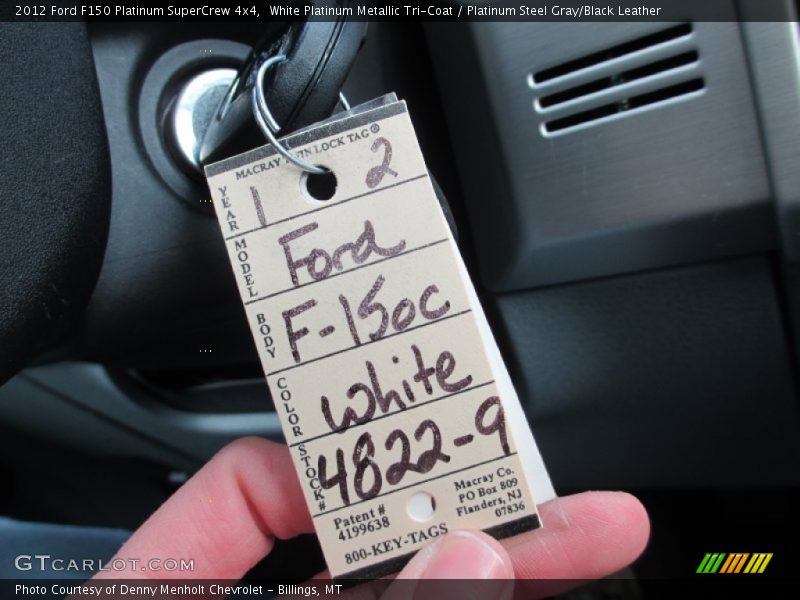 2012 Ford F150 Platinum SuperCrew 4x4, White Platinum Metallic Tri-Coat / Platinum Steel Gray/Black Leather
MACRAY TWIN LOCK TAG®
YEAR 1 2
MODEL Ford
BODY F-150C
COLOR White
STOCK# 4822-9
Patent #
4199638
Macray Co.
PO Box 809
Flanders, NJ
07836
800-KEY-TAGS
GTCARLOT.COM
Photo Courtesy of Denny Menholt Chevrolet - Billings, MT